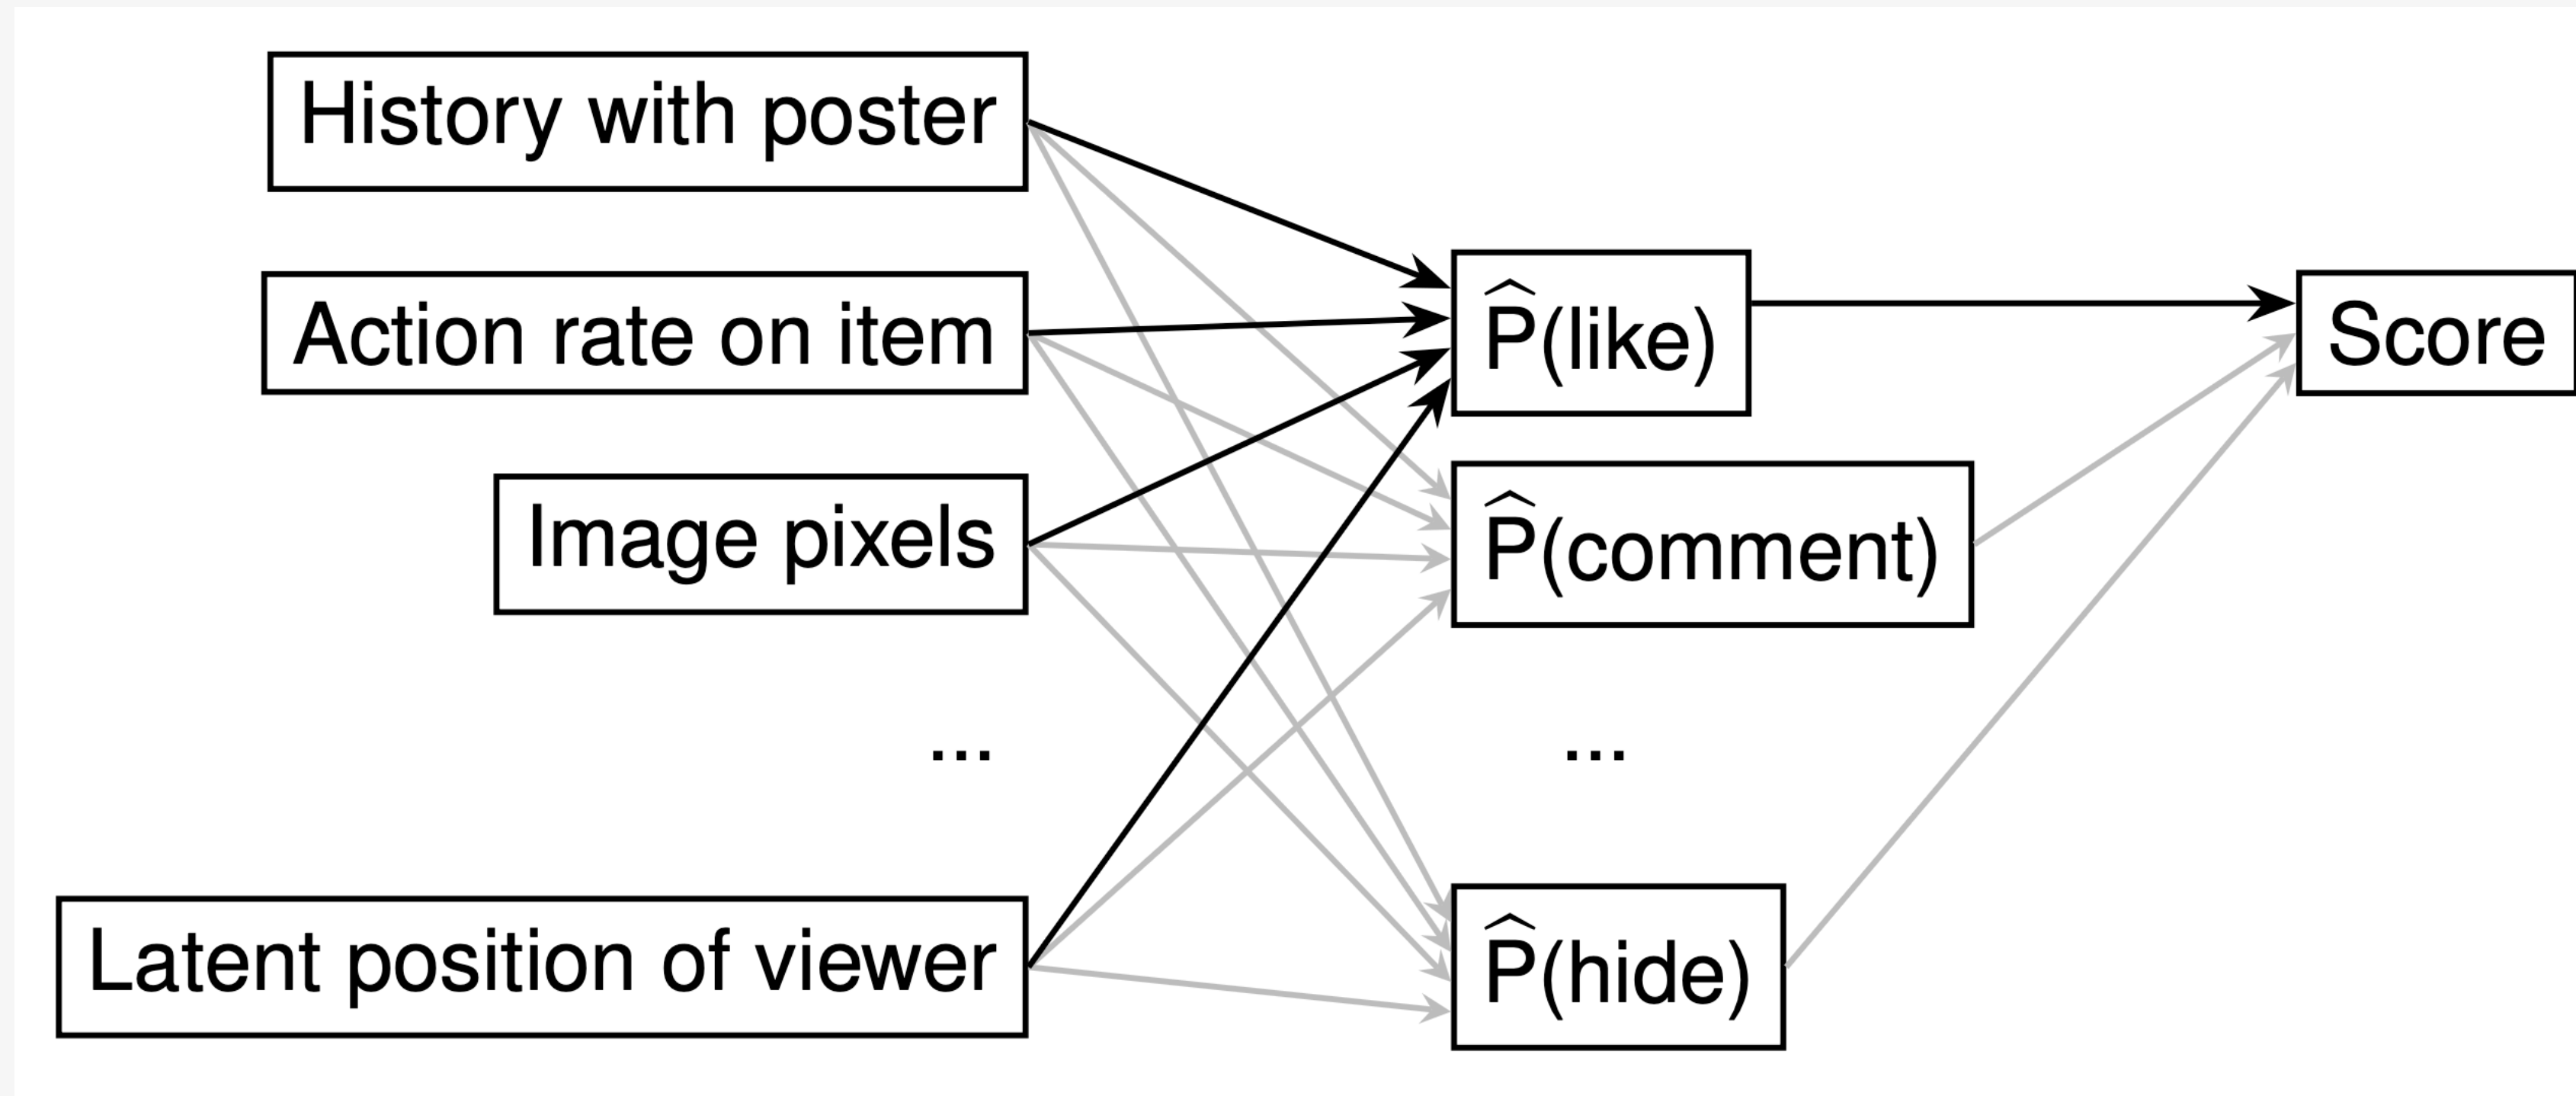 History with poster
Action rate on item
Image pixels
...
Latent position of viewer
P̂(like)
P̂(comment)
...
P̂(hide)
Score